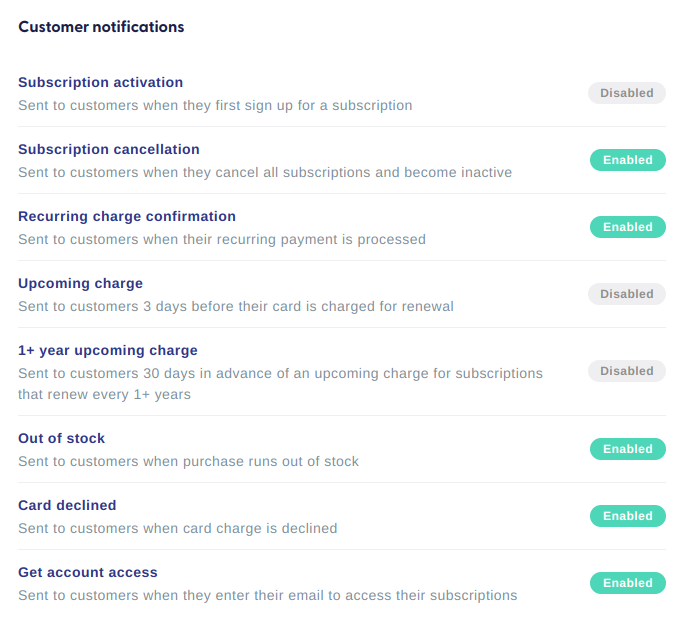 Customer notifications
Subscription activation
Sent to customers when they first sign up for a subscription
Disabled
Subscription cancellation
Sent to customers when they cancel all subscriptions and become inactive
Enabled
Recurring charge confirmation
Sent to customers when their recurring payment is processed
Enabled
Upcoming charge
Sent to customers 3 days before their card is charged for renewal
Disabled
1+ year upcoming charge
Sent to customers 30 days in advance of an upcoming charge for subscriptions
that renew every 1+ years
Disabled
Out of stock
Sent to customers when purchase runs out of stock
Enabled
Card declined
Sent to customers when card charge is declined
Enabled
Get account access
Sent to customers when they enter their email to access their subscriptions
Enabled